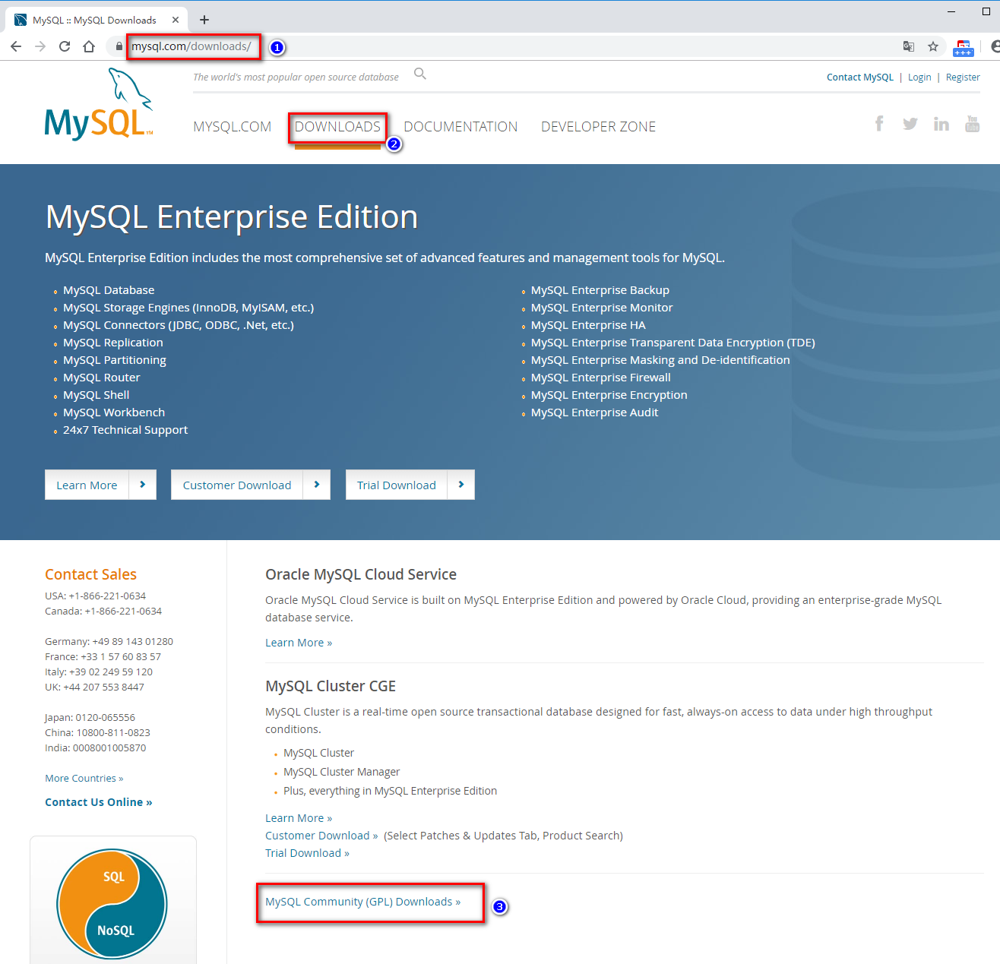 MySQL :: MySQL Downloads
mysql.com/downloads/
1
The world's most popular open source database
Contact MySQL | Login | Register
MySQL™
MYSQL.COM DOWNLOADS DOCUMENTATION DEVELOPER ZONE
You
Tube
2
MySQL Enterprise Edition
MySQL Enterprise Edition includes the most comprehensive set of advanced features and management tools for MySQL.
MySQL Database
MySQL Storage Engines (InnoDB, MyISAM, etc.)
MySQL Connectors (JDBC, ODBC, .Net, etc.)
MySQL Replication
MySQL Partitioning
MySQL Router
MySQL Shell
MySQL Workbench
24x7 Technical Support
MySQL Enterprise Backup
MySQL Enterprise Monitor
MySQL Enterprise HA
MySQL Enterprise Transparent Data Encryption (TDE)
MySQL Enterprise Masking and De-identification
MySQL Enterprise Firewall
MySQL Enterprise Encryption
MySQL Enterprise Audit
Learn More
Customer Download
Trial Download
Contact Sales
USA: +1-866-221-0634
Canada: +1-866-221-0634
Germany: +49 89 143 01280
France: +33 1 57 60 83 57
Italy: +39 02 249 59 120
UK: +44 207 553 8447
Japan: 0120-065556
China: 10800-811-0823
India: 0008001005870
More Countries »
Contact Us Online »
SQL
NoSQL
Oracle MySQL Cloud Service
Oracle MySQL Cloud Service is built on MySQL Enterprise Edition and powered by Oracle Cloud, providing an enterprise-grade MySQL
database service.
Learn More »
MySQL Cluster CGE
MySQL Cluster is a real-time open source transactional database designed for fast, always-on access to data under high throughput
conditions.
MySQL Cluster
MySQL Cluster Manager
Plus, everything in MySQL Enterprise Edition
Learn More »
Customer Download » (Select Patches & Updates Tab, Product Search)
Trial Download »
MySQL Community (GPL) Downloads »
3